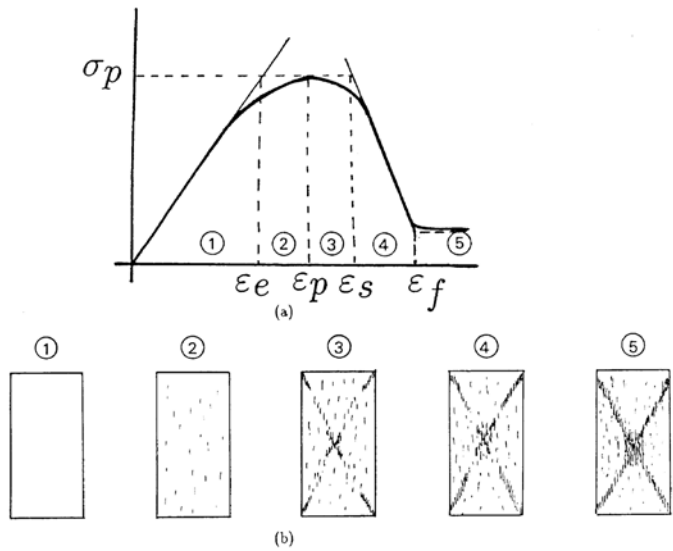 σp
① ② ③ ④ ⑤
εe εp εs εf
(a)
① ② ③ ④ ⑤
(b)